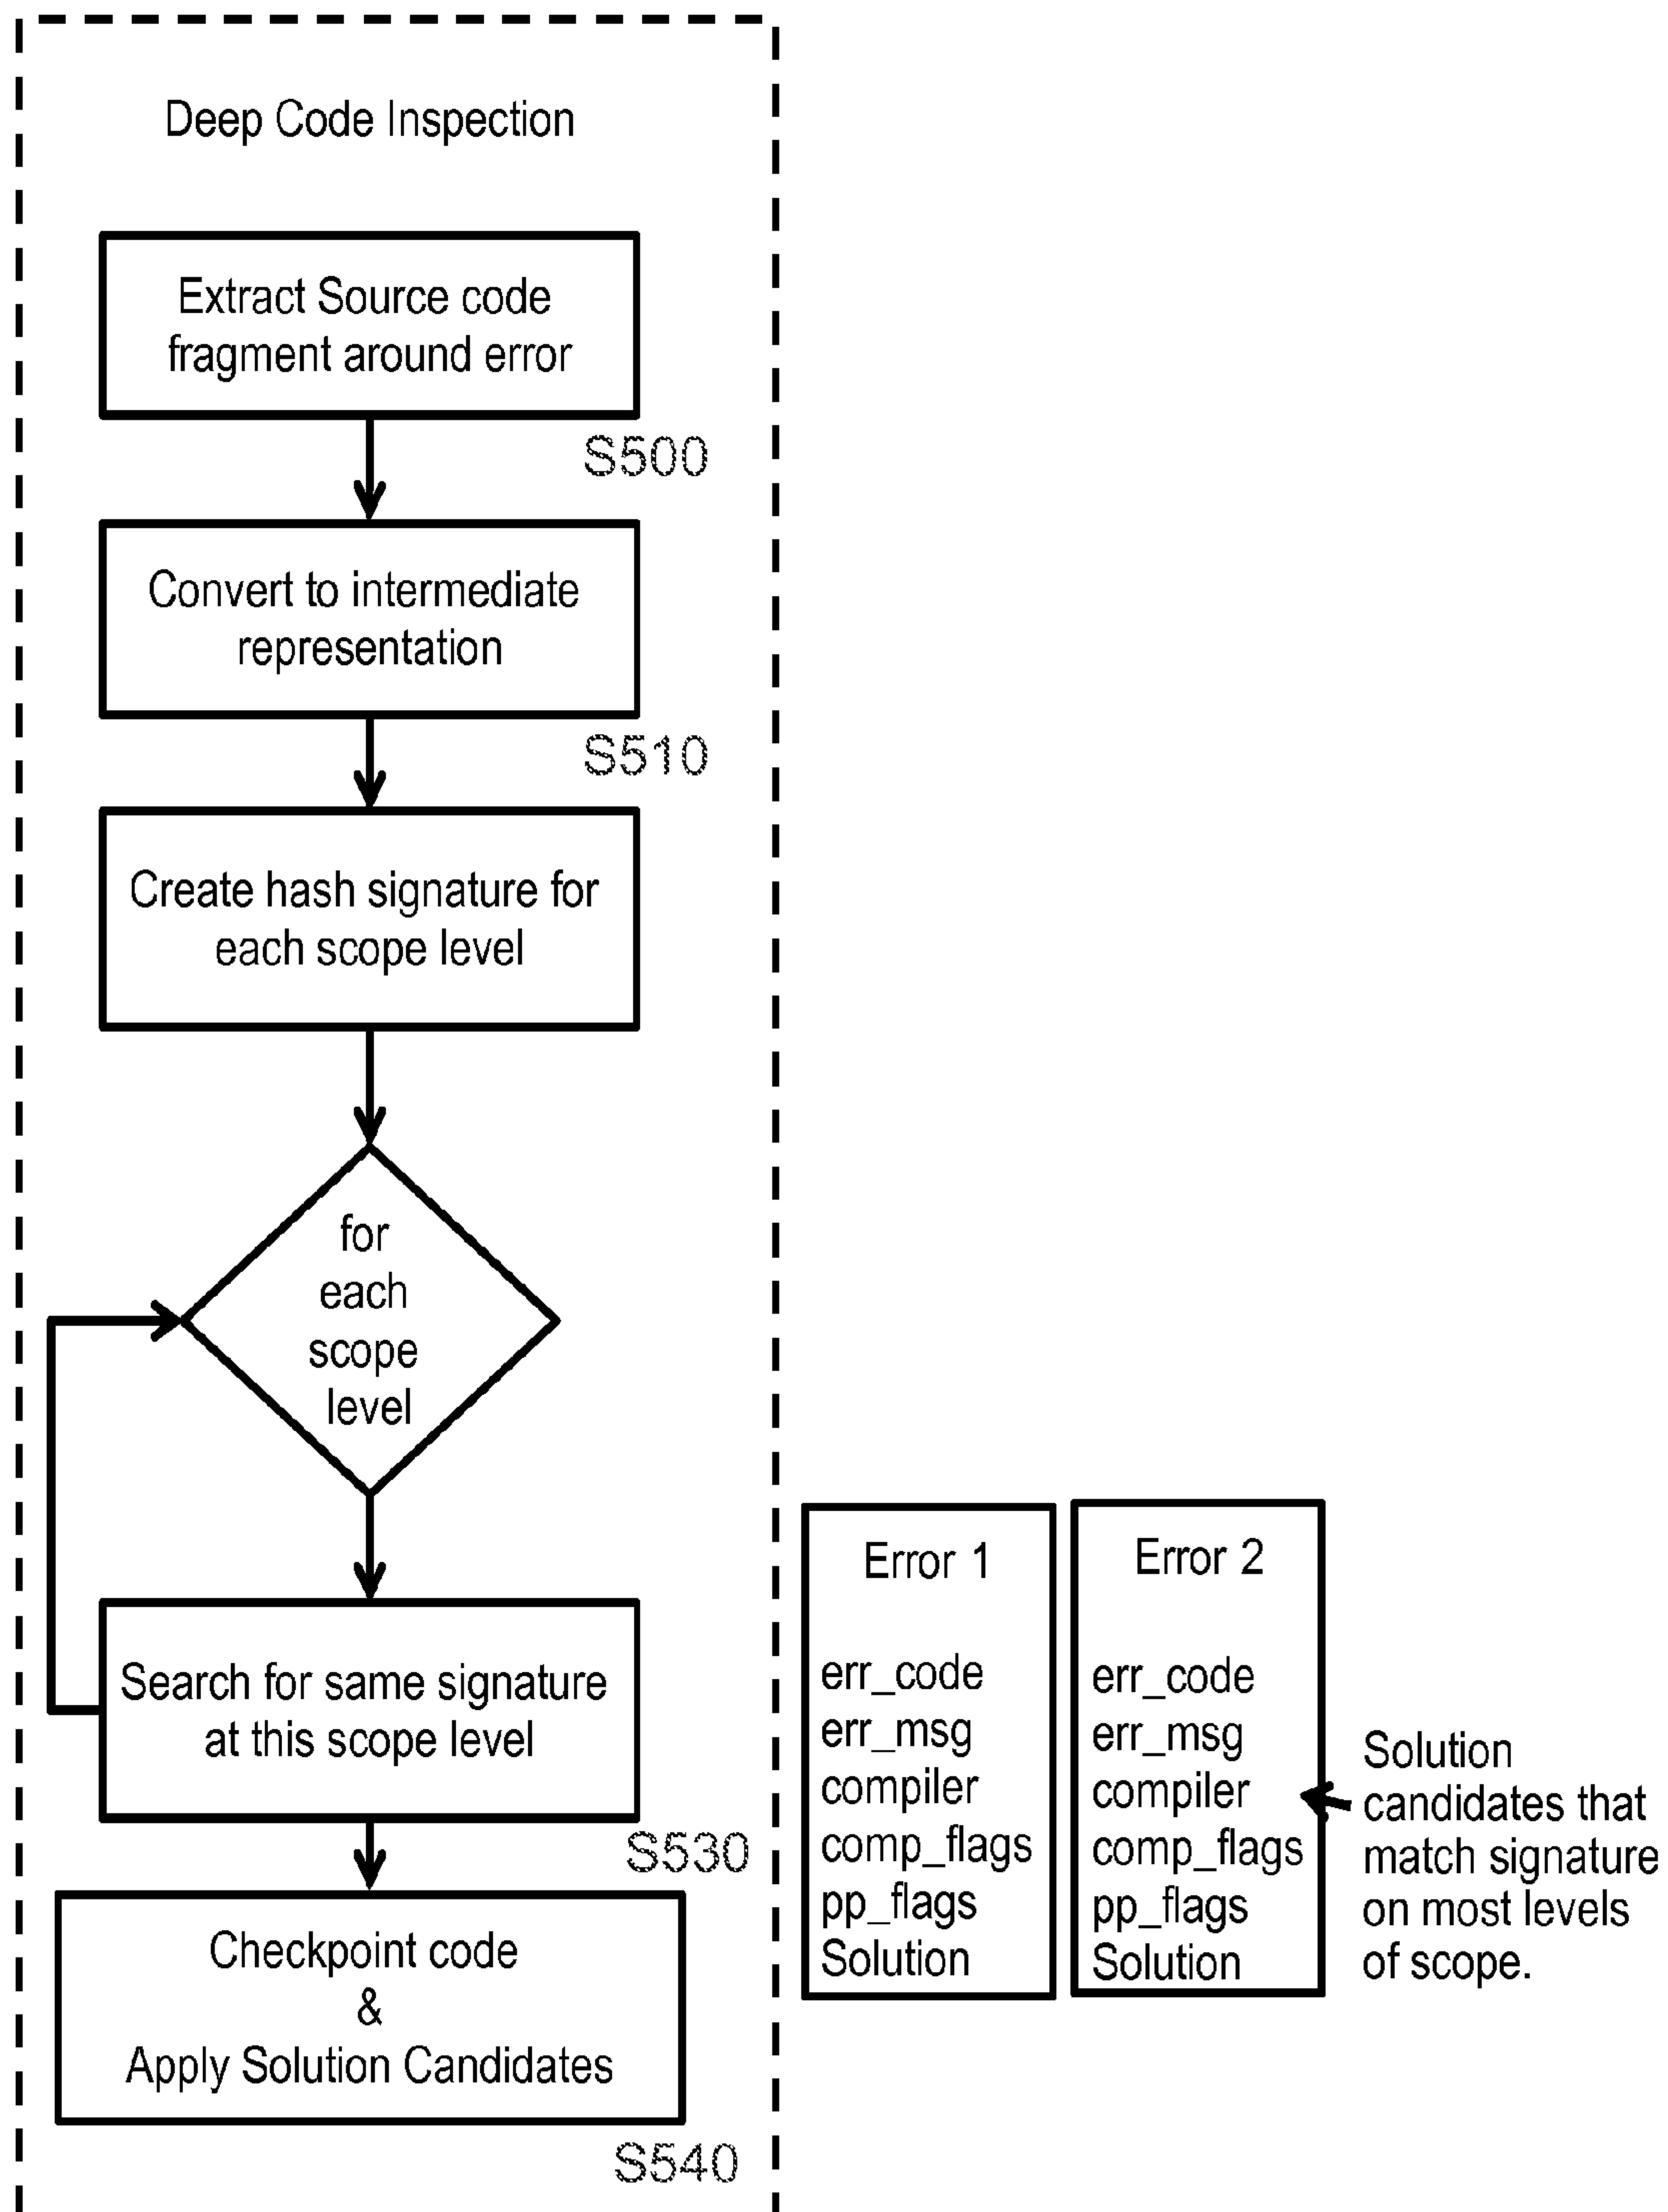 Deep Code Inspection
Extract Source code
fragment around error
S500
Convert to intermediate
representation
S510
Create hash signature for
each scope level
for
each
scope
level
Search for same signature
at this scope level
S530
Checkpoint code
&
Apply Solution Candidates
S540
Error 1
err_code
err_msg
compiler
comp_flags
pp_flags
Solution
Error 2
err_code
err_msg
compiler
comp_flags
pp_flags
Solution
Solution
candidates that
match signature
on most levels
of scope.